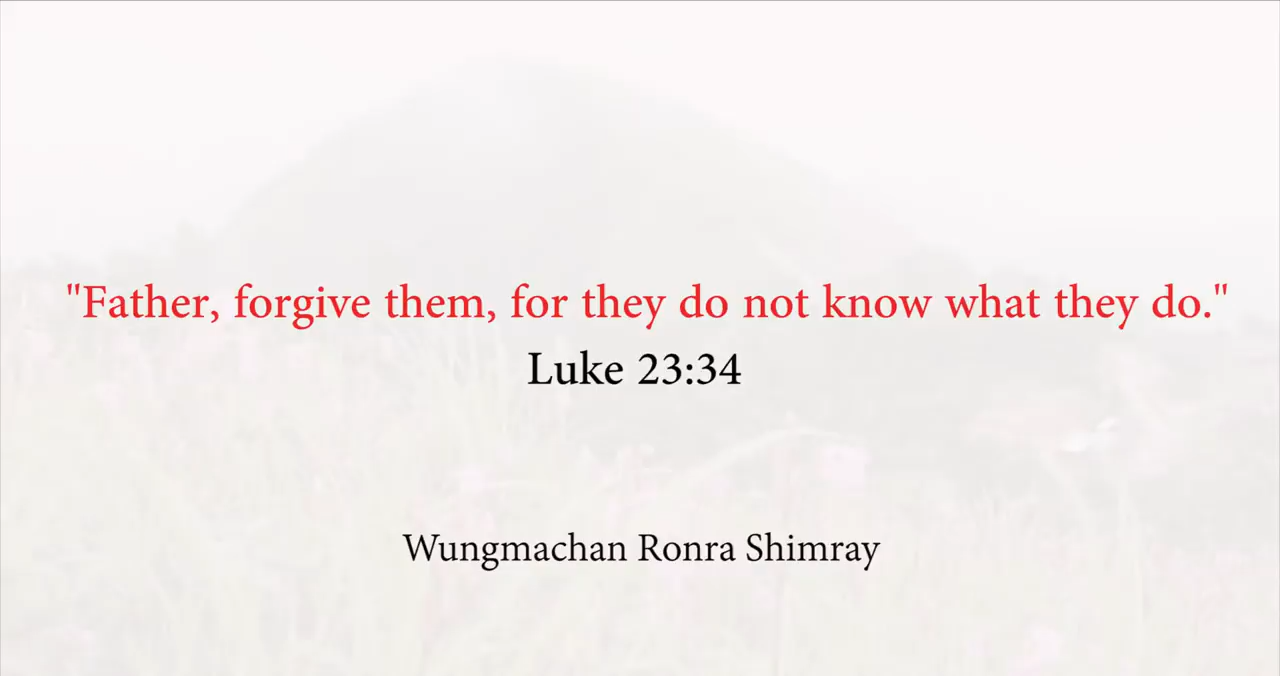 "Father, forgive them, for they do not know what they do."
Luke 23:34
Wungmachan Ronra Shimray